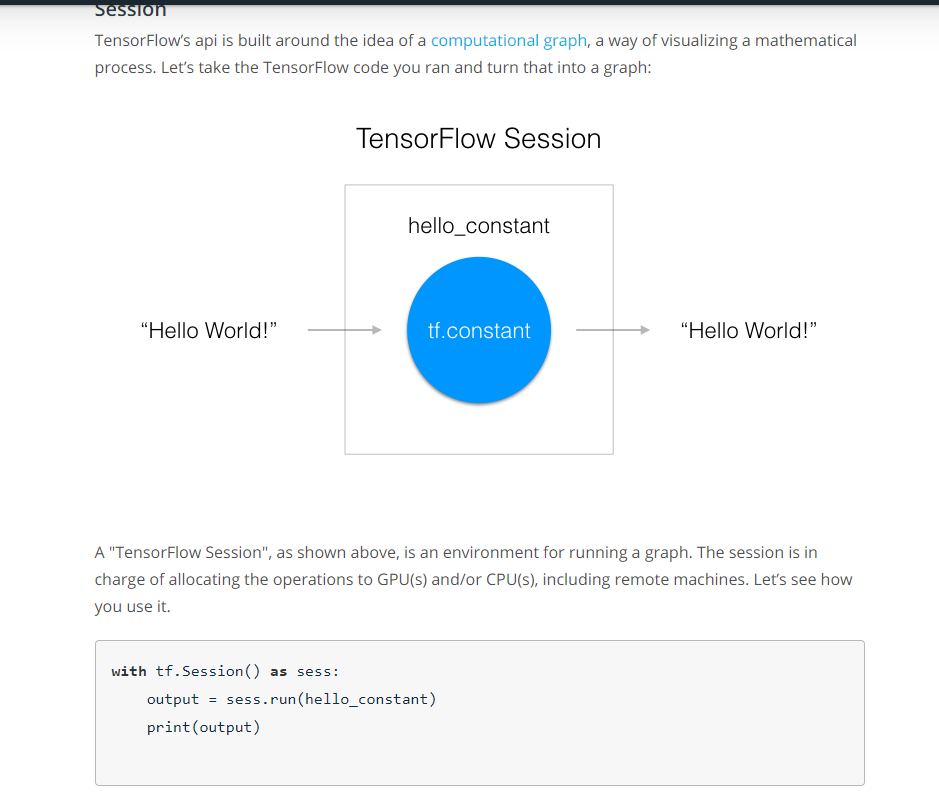 Session
TensorFlow’s api is built around the idea of a computational graph, a way of visualizing a mathematical
process. Let’s take the TensorFlow code you ran and turn that into a graph:
TensorFlow Session
hello_constant
“Hello World!”
tf.constant
“Hello World!”
A "TensorFlow Session", as shown above, is an environment for running a graph. The session is in
charge of allocating the operations to GPU(s) and/or CPU(s), including remote machines. Let’s see how
you use it.
with tf.Session() as sess:
    output = sess.run(hello_constant)
    print(output)